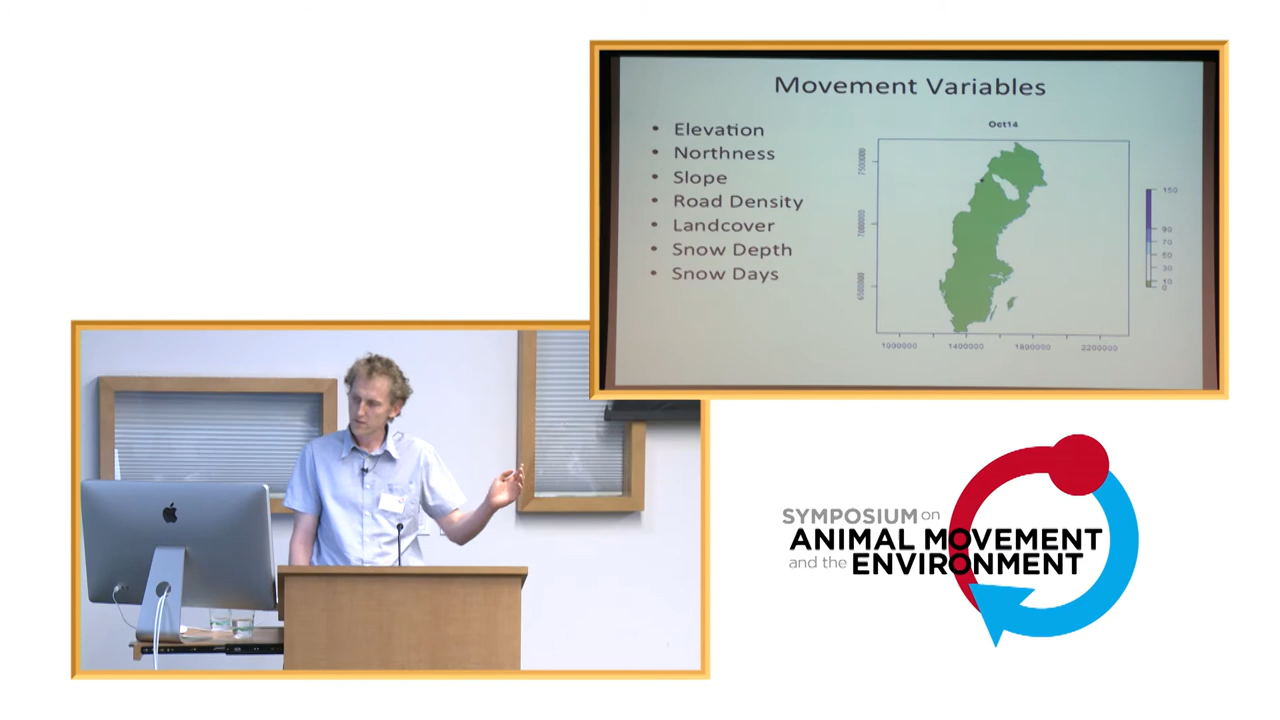 Movement Variables
• Elevation
• Northness
• Slope
• Road Density
• Landcover
• Snow Depth
• Snow Days
Oct14
7500000
7000000
6500000
1000000
1400000
1800000
2200000
150
90
70
50
30
10
0
SYMPOSIUM on
ANIMAL MOVEMENT
and the ENVIRONMENT